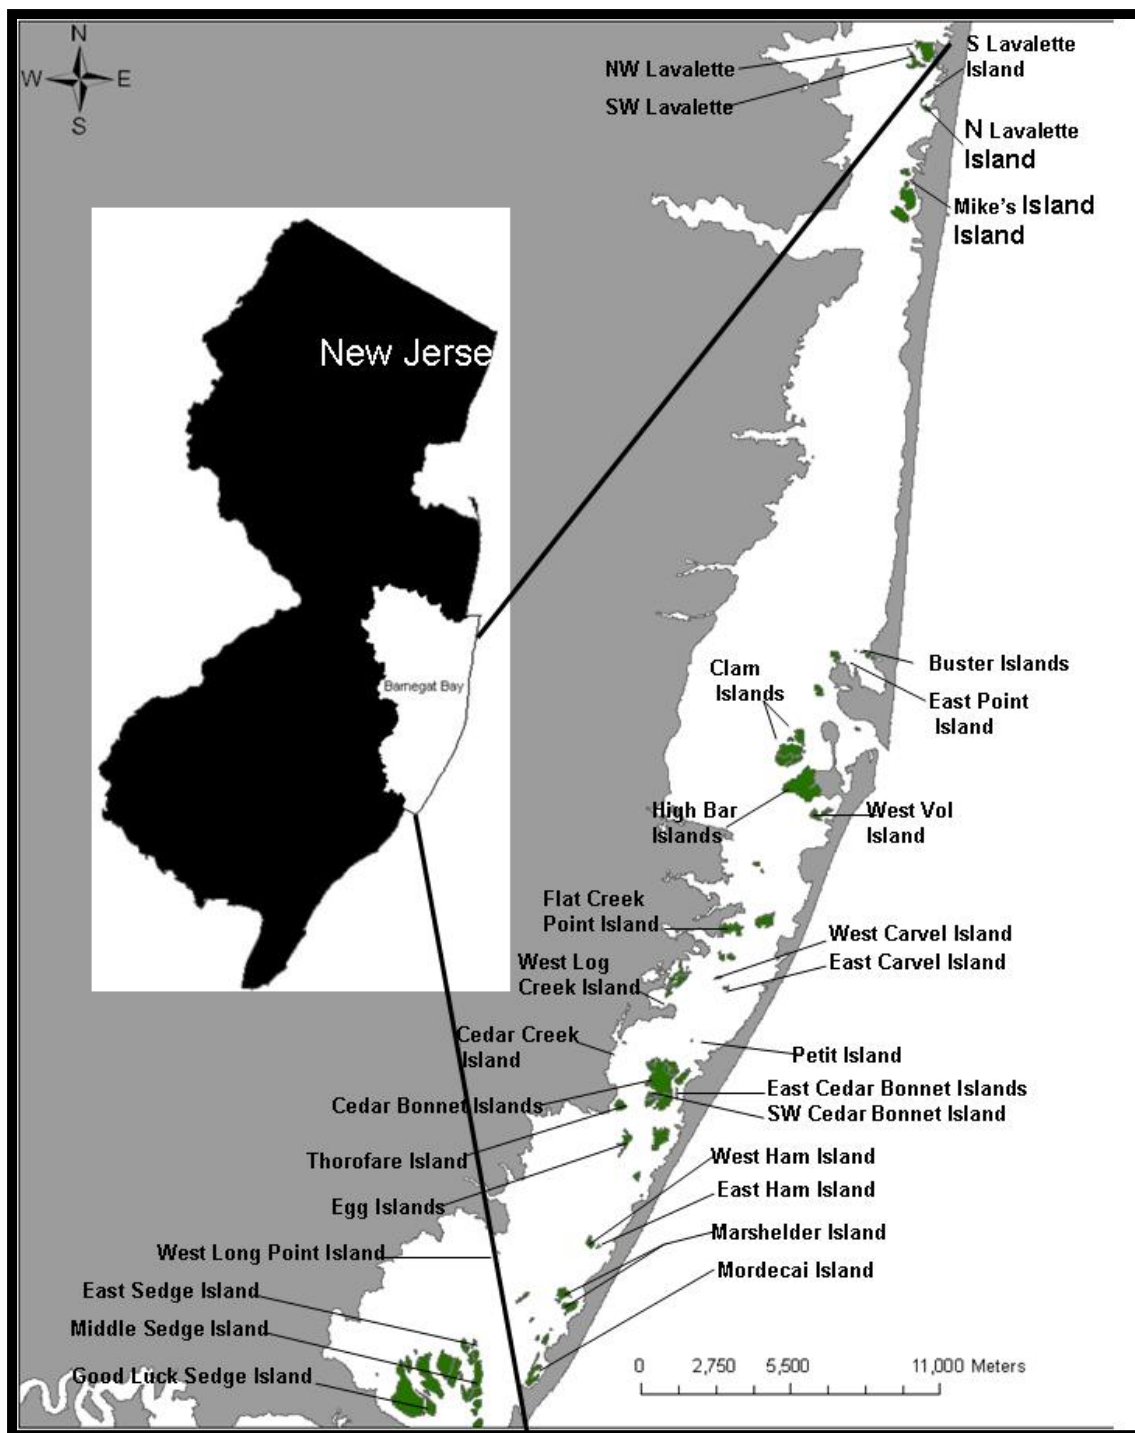 N
W E
S
S Lavalette
Island
NW Lavalette
SW Lavalette
N Lavalette
Island
Mike's Island
Island
New Jerse
Barnegat Bay
Clam
Islands
Buster Islands
East Point
Island
High Bar
Islands
West Vol
Island
Flat Creek
Point Island
West Carvel Island
East Carvel Island
West Log
Creek Island
Cedar Creek
Island
Petit Island
East Cedar Bonnet Islands
SW Cedar Bonnet Island
Cedar Bonnet Islands
Thorofare Island
West Ham Island
East Ham Island
Egg Islands
Marshelder Island
West Long Point Island
Mordecai Island
East Sedge Island
Middle Sedge Island
Good Luck Sedge Island
0 2,750 5,500 11,000 Meters